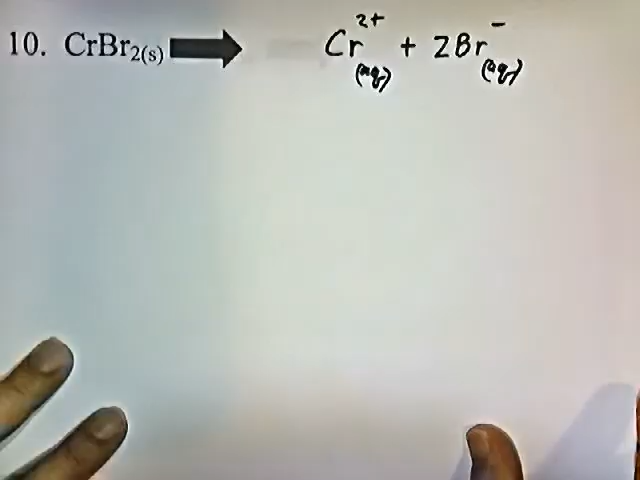 10. CrBr₂(s) ➡ Cr²⁺(aq) + 2Br⁻(aq)